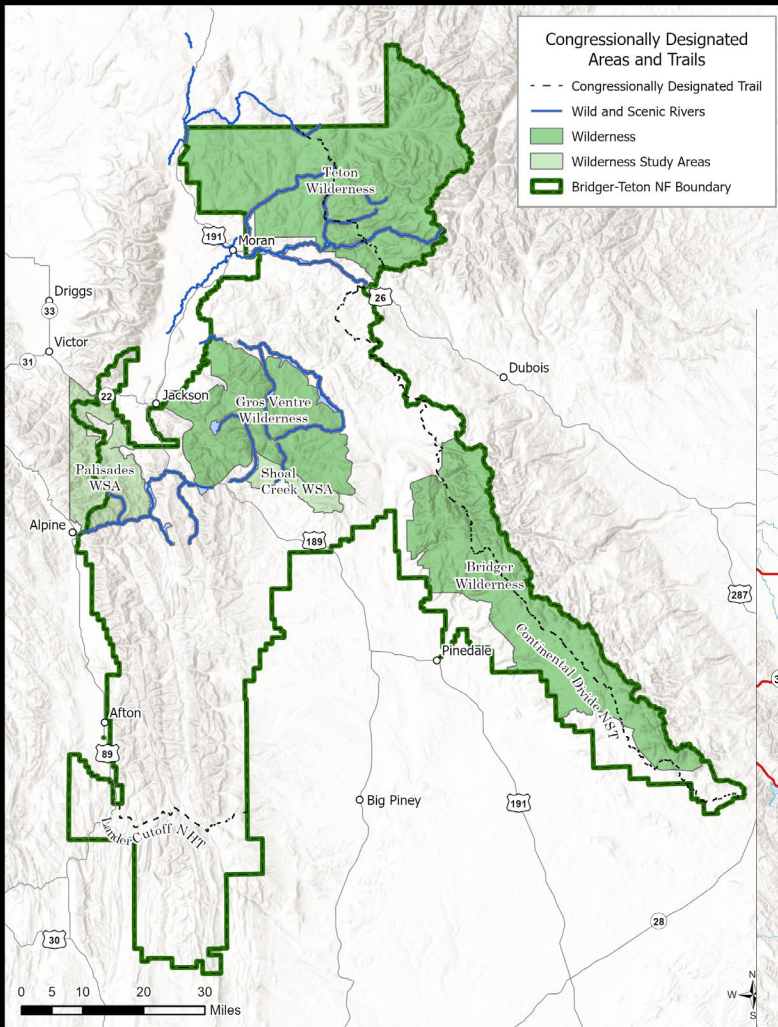 Congressionally Designated
Areas and Trails
Congressionally Designated Trail
Wild and Scenic Rivers
Wilderness
Wilderness Study Areas
Bridger-Teton NF Boundary
Teton
Wilderness
191
Moran
26
Driggs
33
Victor
31
Dubois
22
Jackson
Gros Ventre
Wilderness
Palisades
WSA
Shoal
Creek WSA
Alpine
189
Bridger
Wilderness
287
Pinedale
Continental Divide NST
3
Afton
89
Big Piney
191
Lander Cutoff NHT
28
30
0 5 10 20 30
Miles
N
W
S